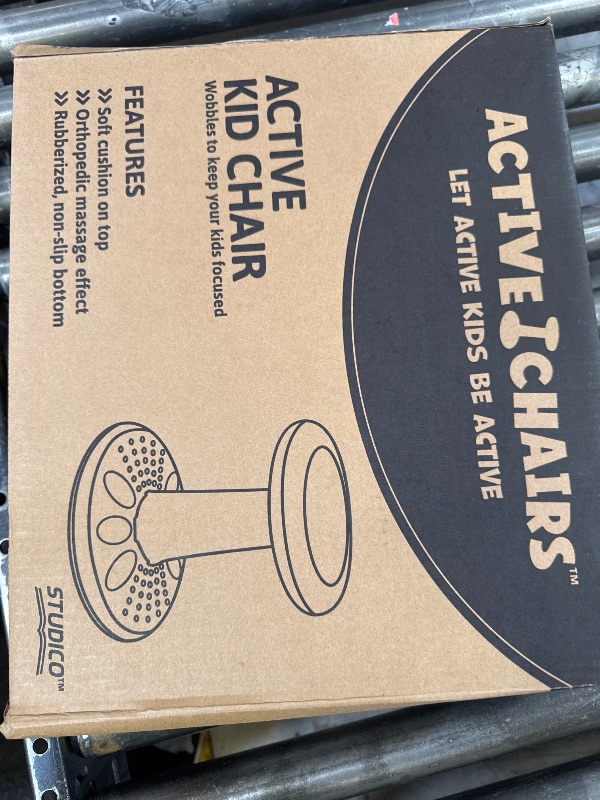 ACTIVE CHAIRS™
LET ACTIVE KIDS BE ACTIVE
ACTIVE
KID CHAIR
Wobbles to keep your kids focused
FEATURES
» Soft cushion on top
» Orthopedic massage effect
» Rubberized, non-slip bottom
STUDICO™